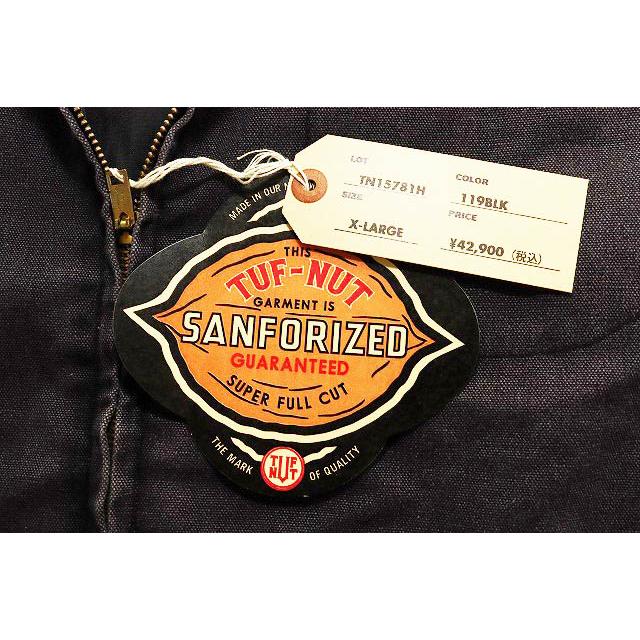 LOT
TN15781H
COLOR
119BLK
SIZE
X-LARGE
PRICE
¥42,900 (税込)
MADE IN OUR
THIS
TUF-NUT
GARMENT IS
SANFORIZED
GUARANTEED
SUPER FULL CUT
THE MARK OF QUALITY
TUF
NUT